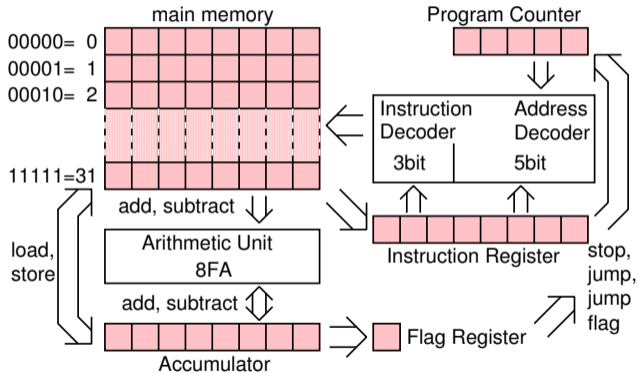 main memory
Program Counter
00000= 0
00001= 1
00010= 2
11111=31
Instruction
Decoder
3bit
Address
Decoder
5bit
add, subtract
Arithmetic Unit
8FA
add, subtract
load,
store
Instruction Register
stop,
jump,
jump
flag
Accumulator
Flag Register